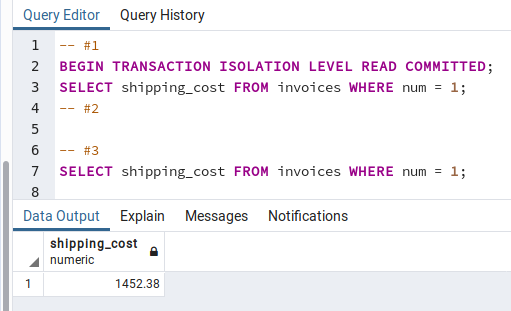 Query Editor Query History
1 -- #1
2 BEGIN TRANSACTION ISOLATION LEVEL READ COMMITTED;
3 SELECT shipping_cost FROM invoices WHERE num = 1;
4 -- #2
5
6 -- #3
7 SELECT shipping_cost FROM invoices WHERE num = 1;
8
Data Output Explain Messages Notifications
shipping_cost
numeric
1 1452.38